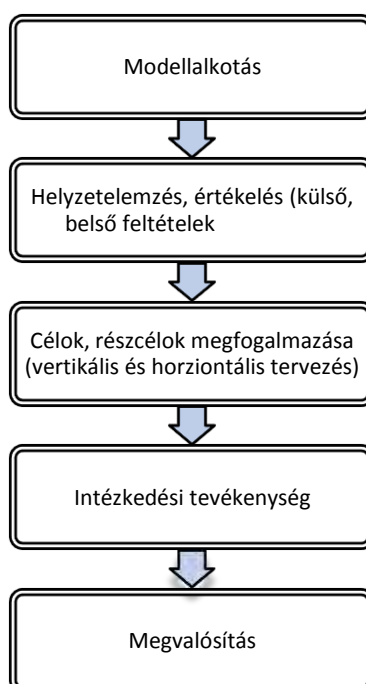 Modellalkotás
Helyzetelemzés, értékelés (külső,
belső feltételek
Célok, részcélok megfogalmazása
(vertikális és horziontális tervezés)
Intézkedési tevékenység
Megvalósítás